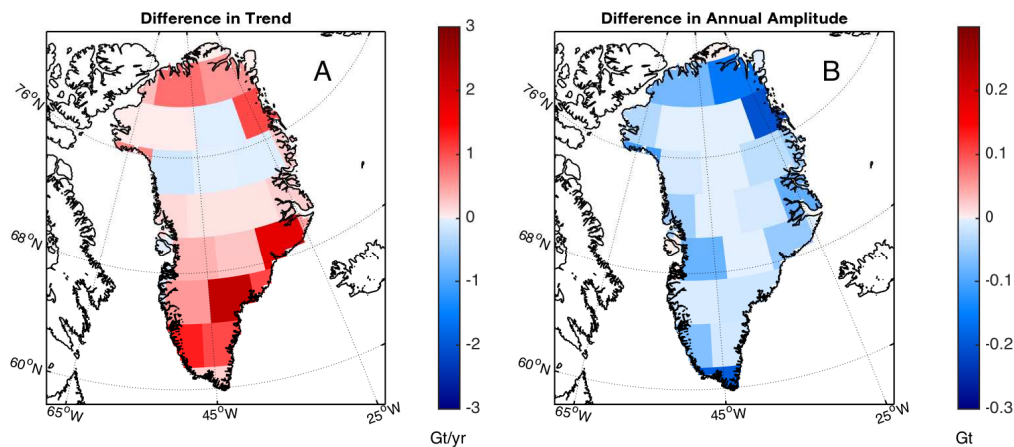 Difference in Trend
A
76°N
68°N
60°N
65°W
45°W
25°W
3
2
1
0
-1
-2
-3
Gt/yr
Difference in Annual Amplitude
B
76°N
68°N
60°N
65°W
45°W
25°W
0.2
0.1
0
-0.1
-0.2
-0.3
Gt